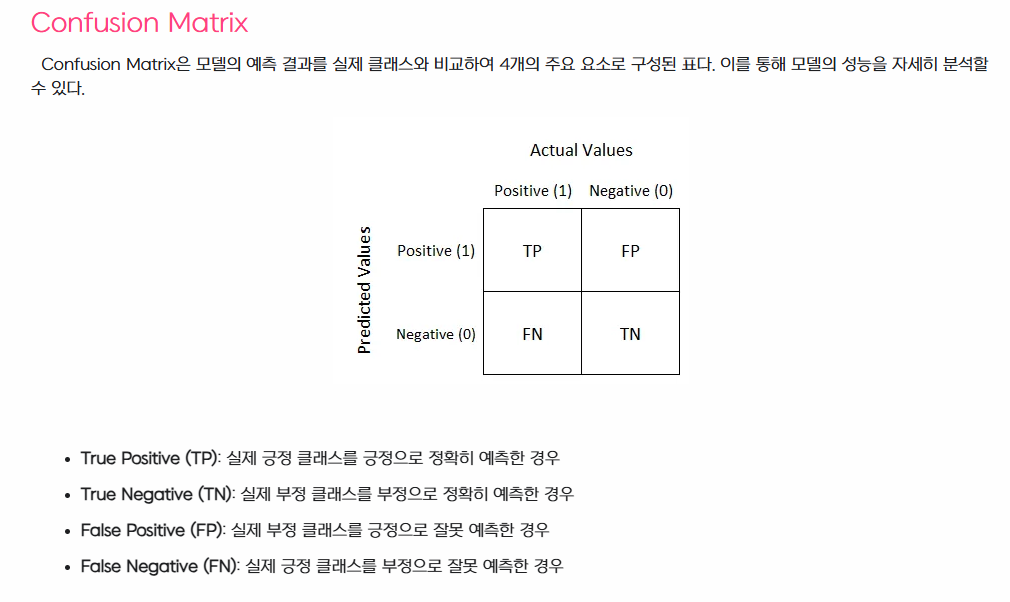 Confusion Matrix
Confusion Matrix은 모델의 예측 결과를 실제 클래스와 비교하여 4개의 주요 요소로 구성된 표다. 이를 통해 모델의 성능을 자세히 분석할
수 있다.
Actual Values
Positive (1) Negative (0)
Predicted Values
Positive (1) TP FP
Negative (0) FN TN
• True Positive (TP): 실제 긍정 클래스를 긍정으로 정확히 예측한 경우
• True Negative (TN): 실제 부정 클래스를 부정으로 정확히 예측한 경우
• False Positive (FP): 실제 부정 클래스를 긍정으로 잘못 예측한 경우
• False Negative (FN): 실제 긍정 클래스를 부정으로 잘못 예측한 경우